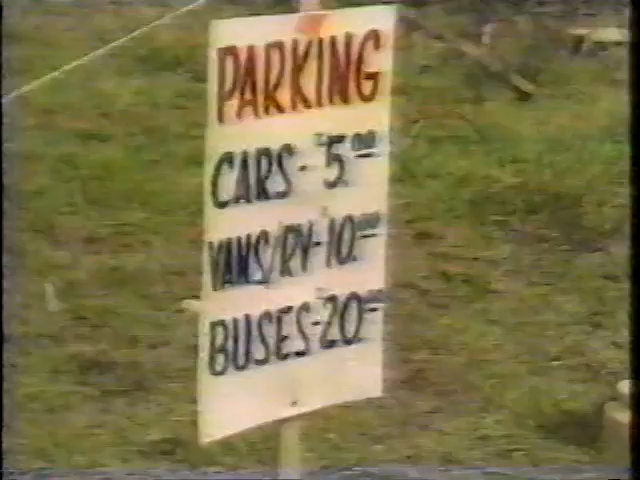 PARKING
CARS - 5.00
VANS/RV - 10.00
BUSES - 20.00